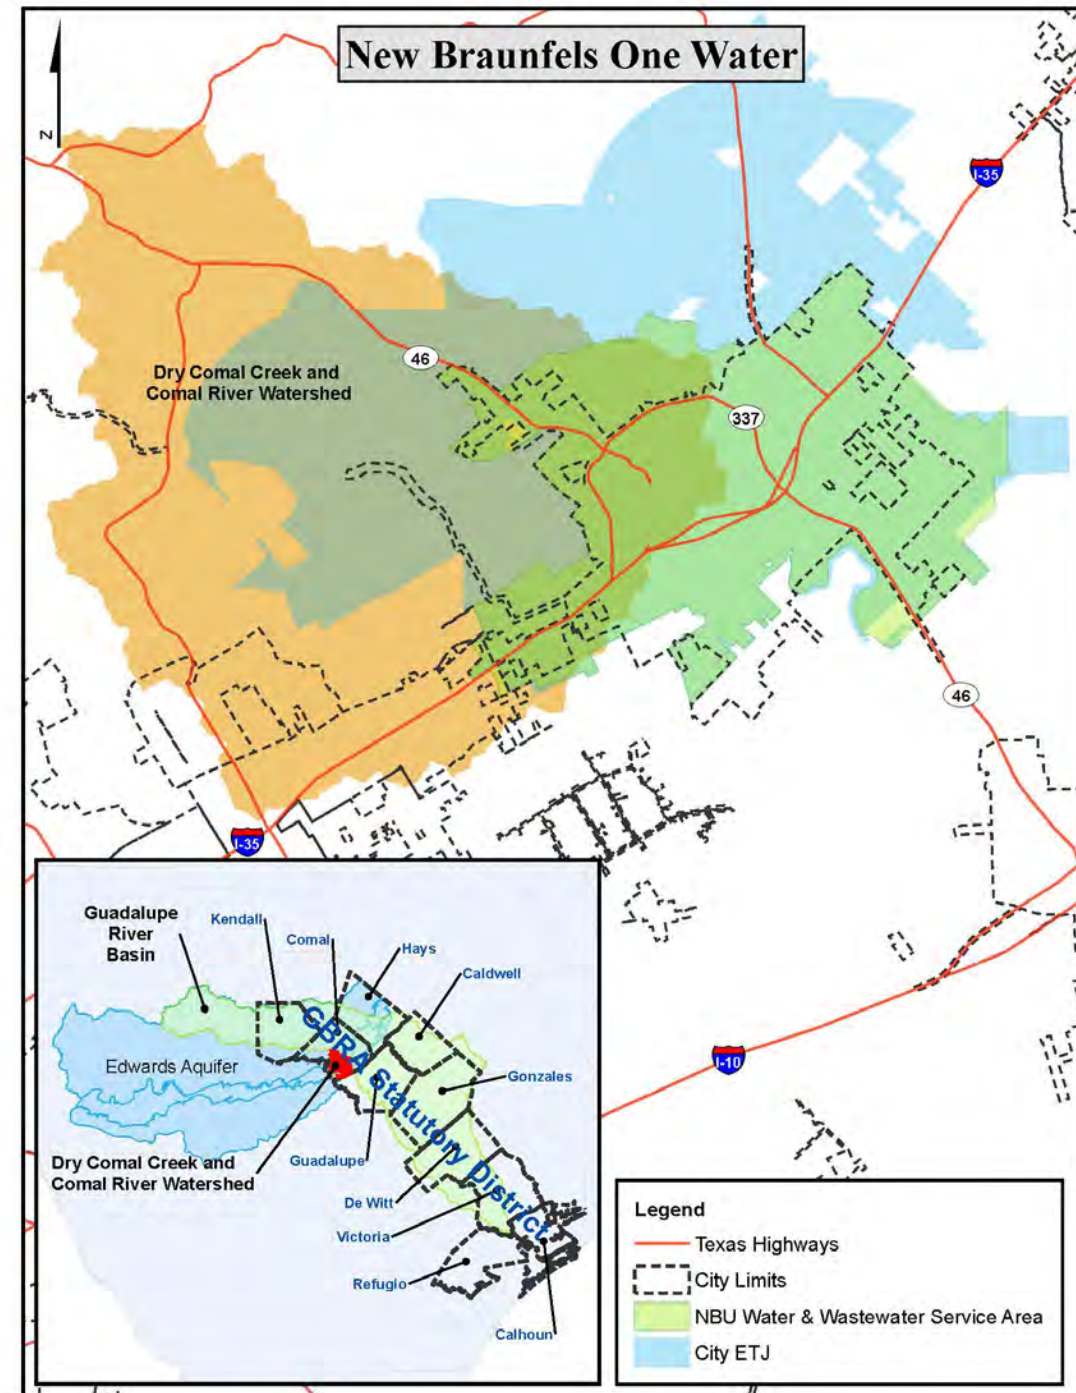 New Braunfels One Water
Z
I-35
46
Dry Comal Creek and
Comal River Watershed
337
46
I-35
I-10
Guadalupe
River
Basin
Kendall
Comal
Hays
Caldwell
GBRA Statutory District
Edwards Aquifer
Gonzales
Dry Comal Creek and
Comal River Watershed
Guadalupe
De Witt
Victoria
Refugio
Calhoun
Legend
Texas Highways
City Limits
NBU Water & Wastewater Service Area
City ETJ